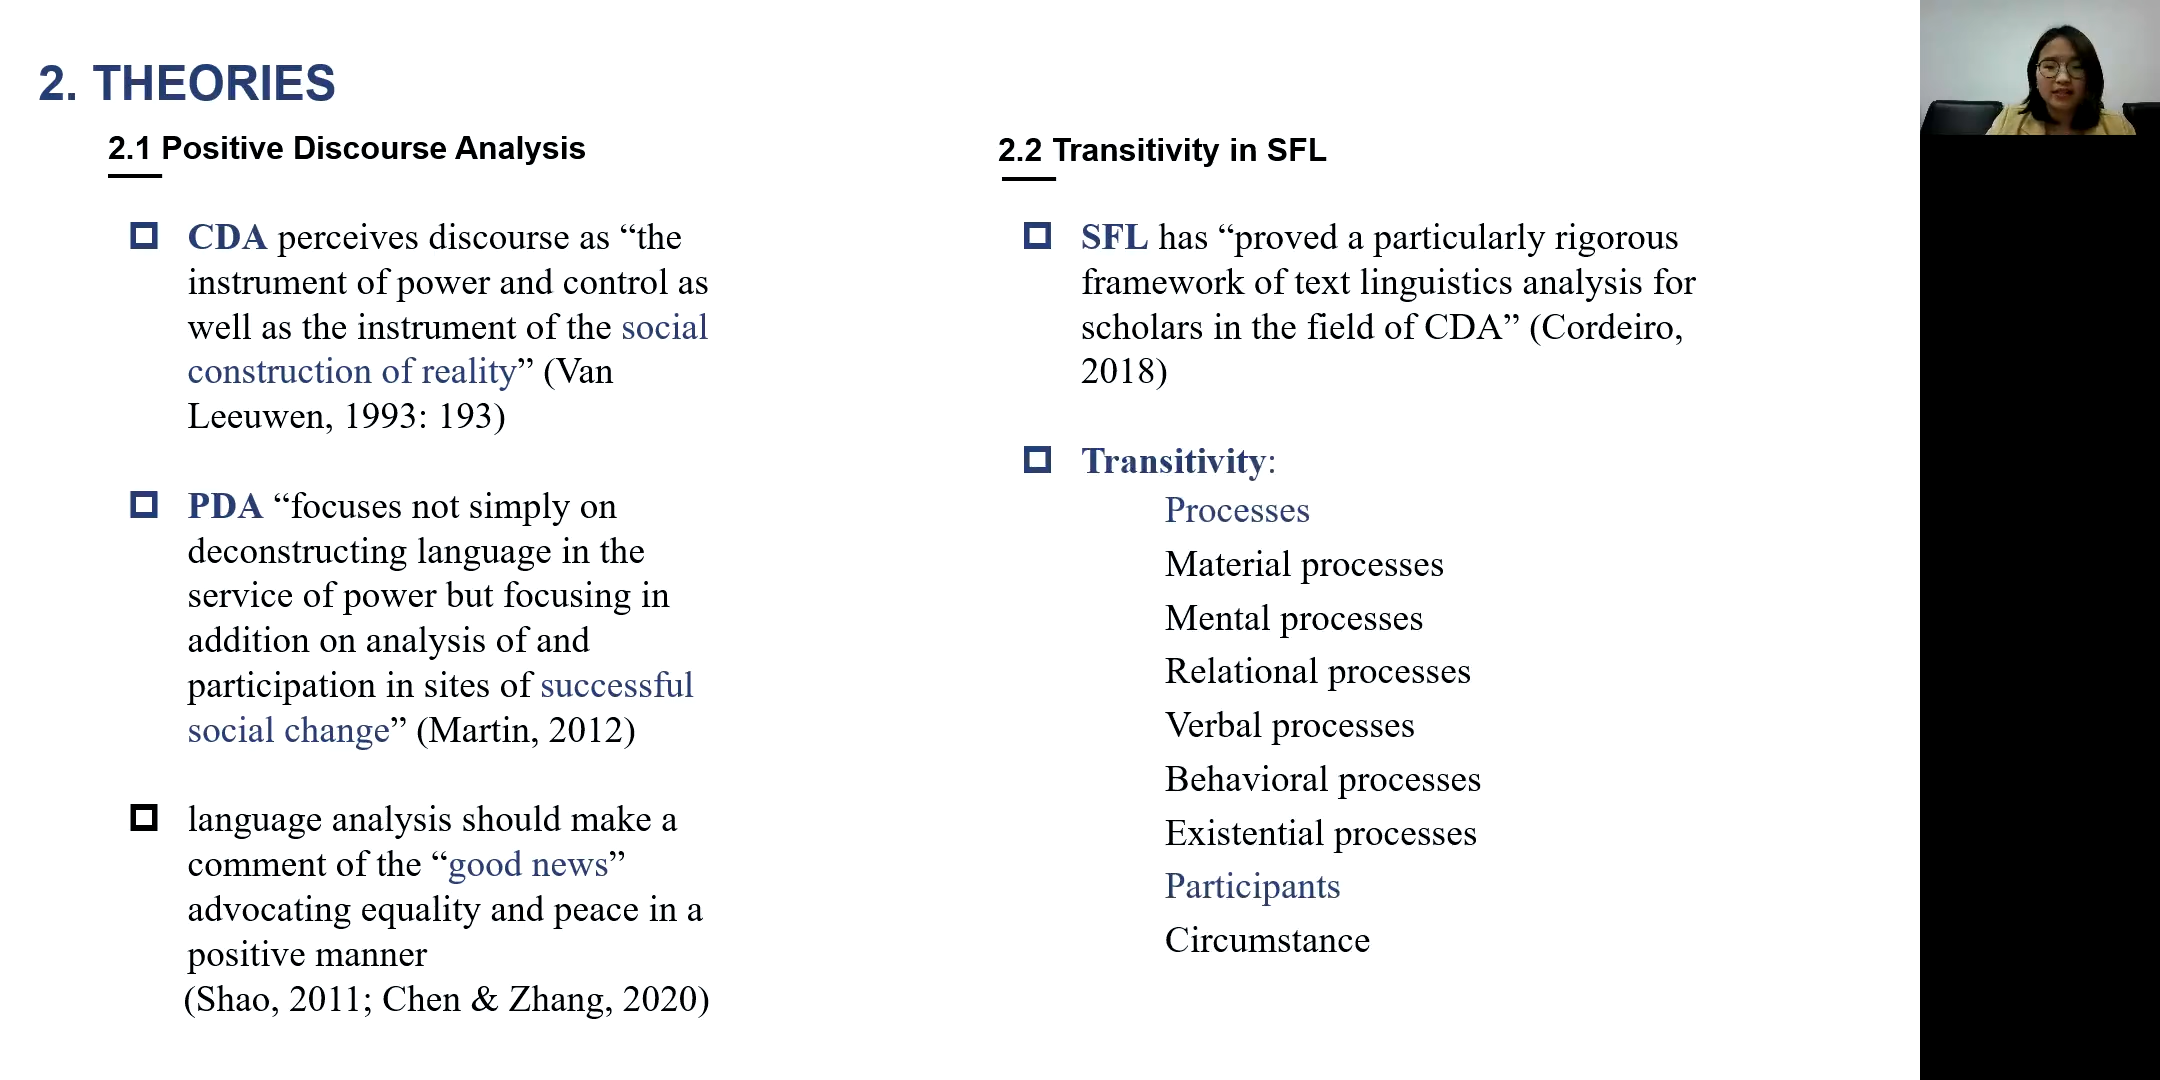 2. THEORIES
2.1 Positive Discourse Analysis
CDA perceives discourse as “the
instrument of power and control as
well as the instrument of the social
construction of reality” (Van
Leeuwen, 1993: 193)
PDA “focuses not simply on
deconstructing language in the
service of power but focusing in
addition on analysis of and
participation in sites of successful
social change” (Martin, 2012)
language analysis should make a
comment of the “good news”
advocating equality and peace in a
positive manner
(Shao, 2011; Chen & Zhang, 2020)
2.2 Transitivity in SFL
SFL has “proved a particularly rigorous
framework of text linguistics analysis for
scholars in the field of CDA” (Cordeiro,
2018)
Transitivity:
Processes
Material processes
Mental processes
Relational processes
Verbal processes
Behavioral processes
Existential processes
Participants
Circumstance